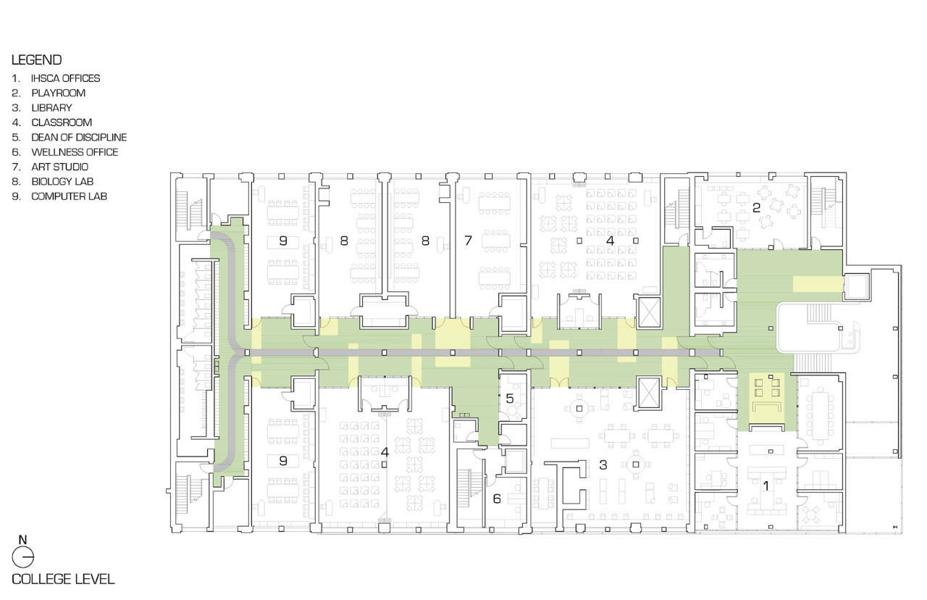 LEGEND
1. IHSCA OFFICES
2. PLAYROOM
3. LIBRARY
4. CLASSROOM
5. DEAN OF DISCIPLINE
6. WELLNESS OFFICE
7. ART STUDIO
8. BIOLOGY LAB
9. COMPUTER LAB
2
9
8
8
7
4
5
4
9
3
6
1
N
COLLEGE LEVEL